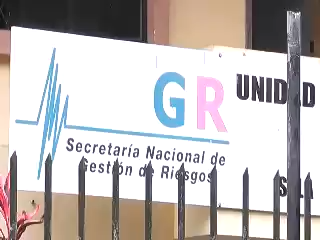 GR
Secretaría Nacional de
Gestión de Riesgos
UNIDAD